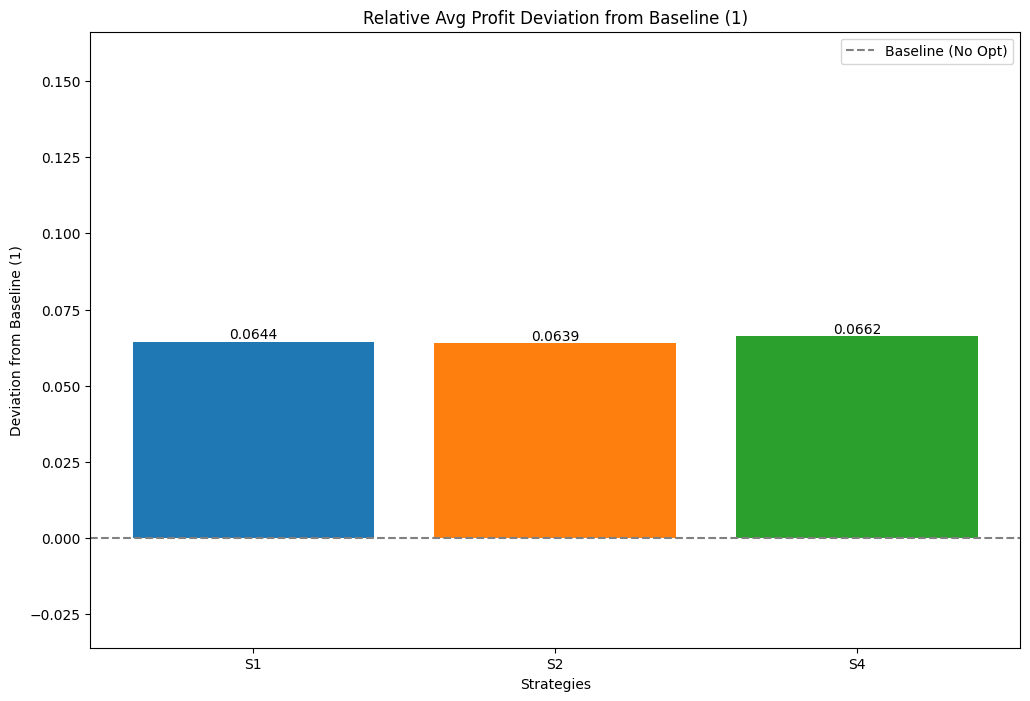 Relative Avg Profit Deviation from Baseline (1)
Baseline (No Opt)
0.150
0.125
0.100
0.075
0.050
0.025
0.000
−0.025
Deviation from Baseline (1)
0.0644
0.0639
0.0662
S1
S2
S4
Strategies